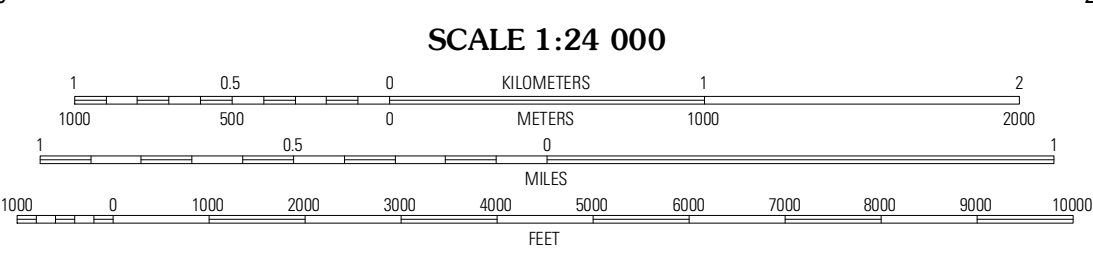 SCALE 1:24 000
1 0.5 0 KILOMETERS 1 2
1000 500 0 METERS 1000 2000
1 0.5 0 1
MILES
1000 0 1000 2000 3000 4000 5000 6000 7000 8000 9000 10000
FEET